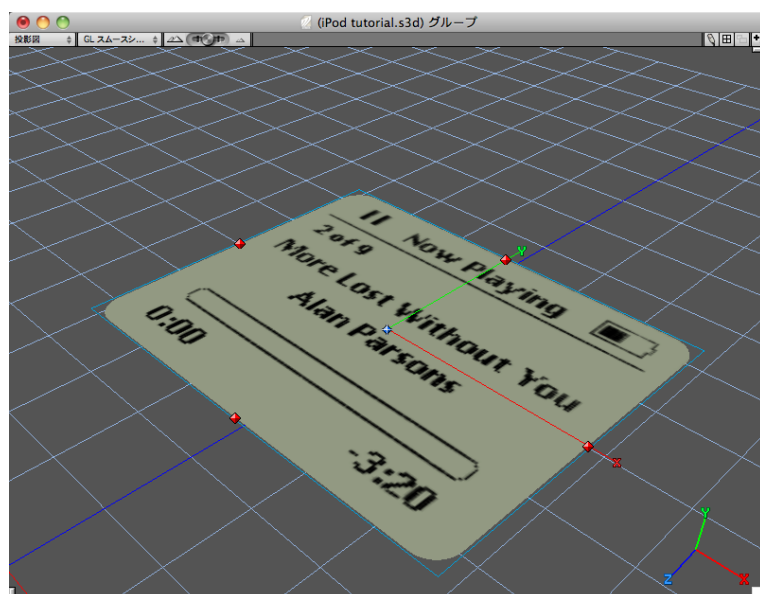 (iPod tutorial.s3d) グループ
投影図
GL スムースシ...
Now Playing
2 of 9
More Lost Without You
Alan Parsons
0:00
-3:20
Y
X
Y
Z
X